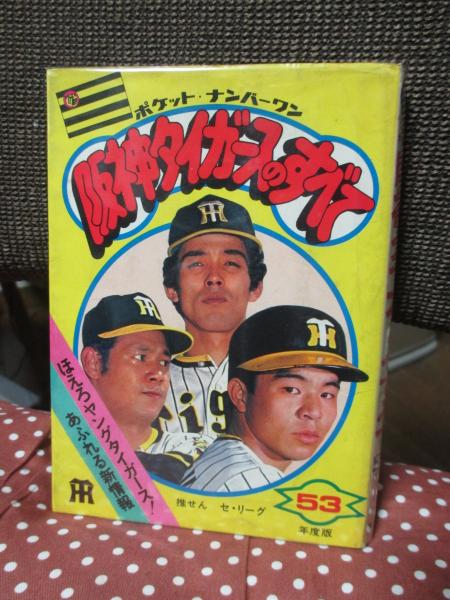 ポケット・ナンバーワン
阪神タイガースのすべて
ほえろヤングタイガース!
あふれる新情報
推せん セ・リーグ
53
年度版